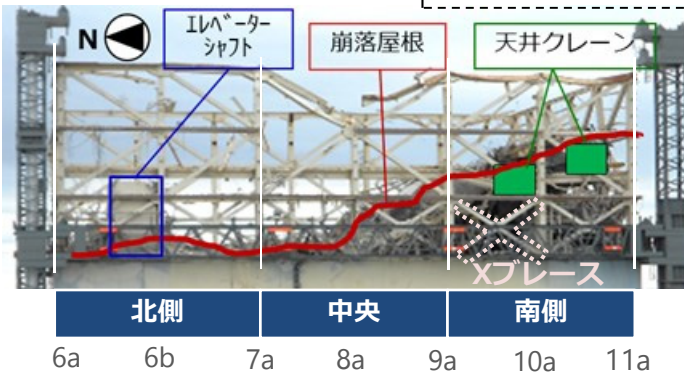 N
ｴﾚﾍﾞｰﾀｰ
ｼｬﾌﾄ
崩落屋根
天井クレーン
Xブレース
北側
中央
南側
6a
6b
7a
8a
9a
10a
11a